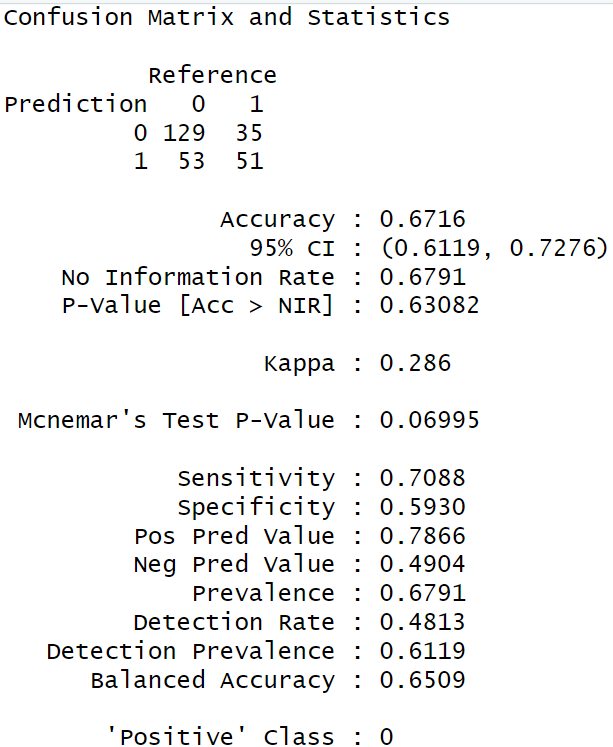 Confusion Matrix and Statistics
Reference
Prediction 0 1
0 129 35
1 53 51
Accuracy : 0.6716
95% CI : (0.6119, 0.7276)
No Information Rate : 0.6791
P-Value [Acc > NIR] : 0.63082
Kappa : 0.286
Mcnemar's Test P-Value : 0.06995
Sensitivity : 0.7088
Specificity : 0.5930
Pos Pred Value : 0.7866
Neg Pred Value : 0.4904
Prevalence : 0.6791
Detection Rate : 0.4813
Detection Prevalence : 0.6119
Balanced Accuracy : 0.6509
'Positive' Class : 0